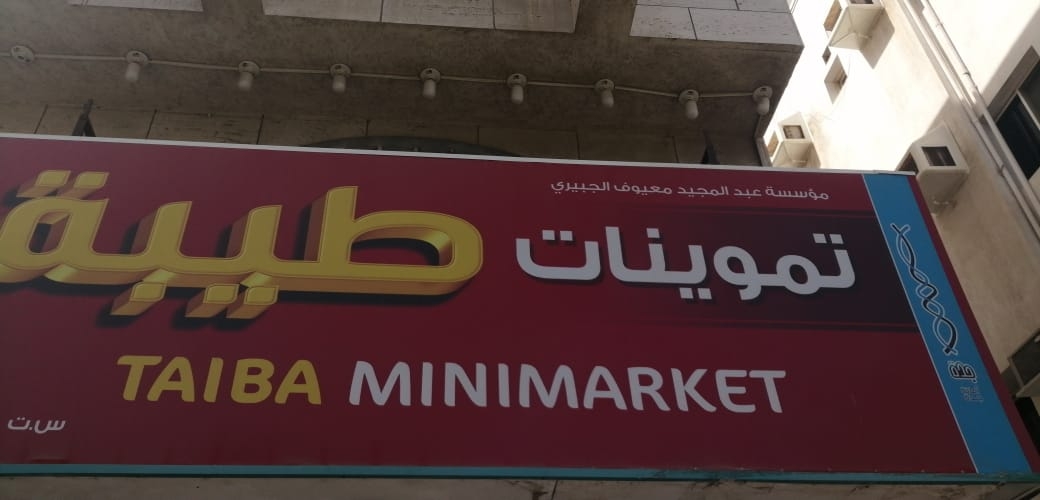 مؤسسة عبد المجيد معيوف الجبيري
تموينات طيبة
TAIBA MINIMARKET
س.ت